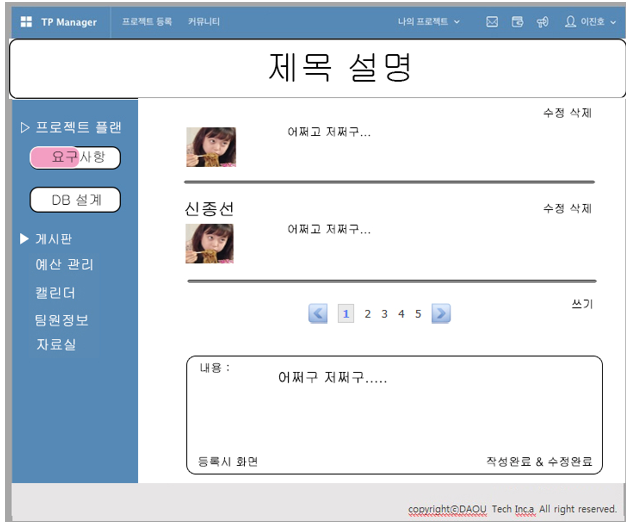 TP Manager 프로젝트 등록 커뮤니티 나의 프로젝트 이진호
제목 설명
▷ 프로젝트 플랜
요구사항
DB 설계
▶ 게시판
예산 관리
캘린더
팀원정보
자료실
수정 삭제
어쩌고 저쩌구...
신종선
수정 삭제
어쩌고 저쩌구...
1 2 3 4 5
쓰기
내용 :
어쩌구 저쩌구.....
등록시 화면
작성완료 & 수정완료
copyrightⓒDAOU Tech Inc,a All right reserved.